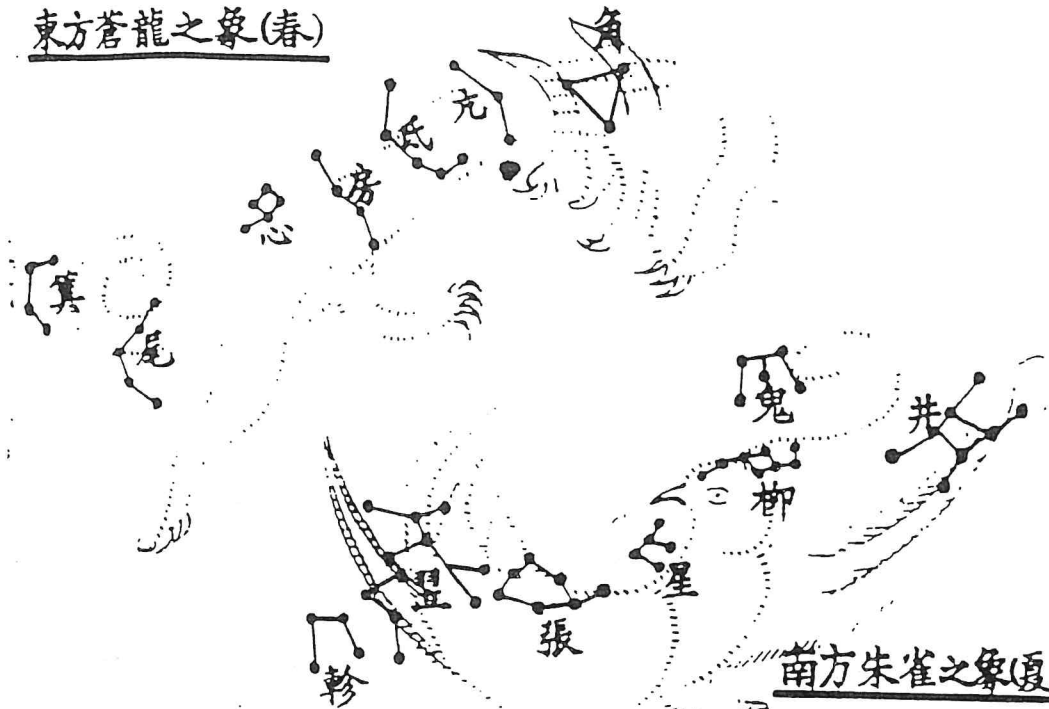 東方蒼龍之象(春)
角
亢
氐
房
心
箕
尾
鬼
井
柳
星
翌
張
軫
南方朱雀之象(夏